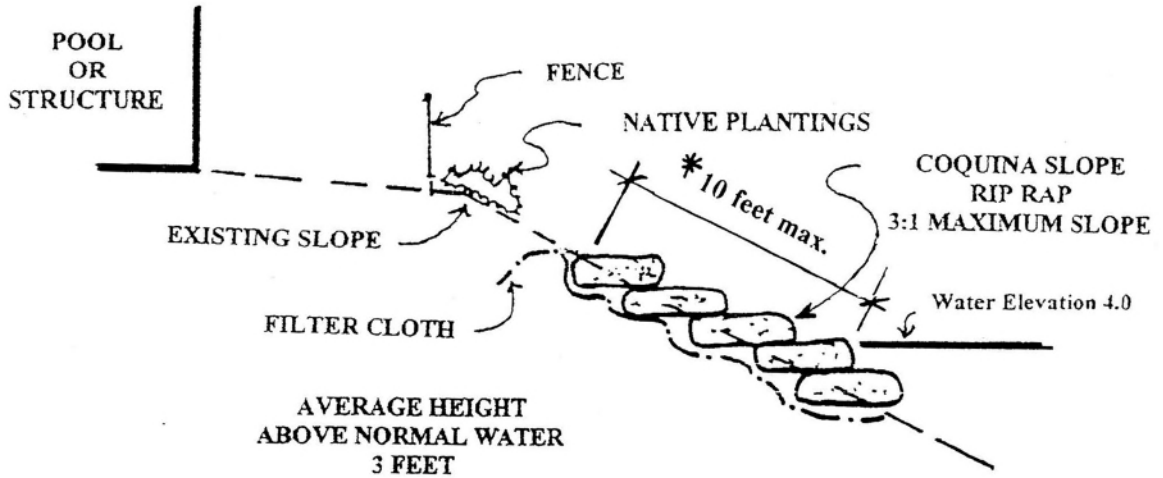 POOL
OR
STRUCTURE
FENCE
NATIVE PLANTINGS
* 10 feet max.
COQUINA SLOPE
RIP RAP
3:1 MAXIMUM SLOPE
EXISTING SLOPE
Water Elevation 4.0
FILTER CLOTH
AVERAGE HEIGHT
ABOVE NORMAL WATER
3 FEET